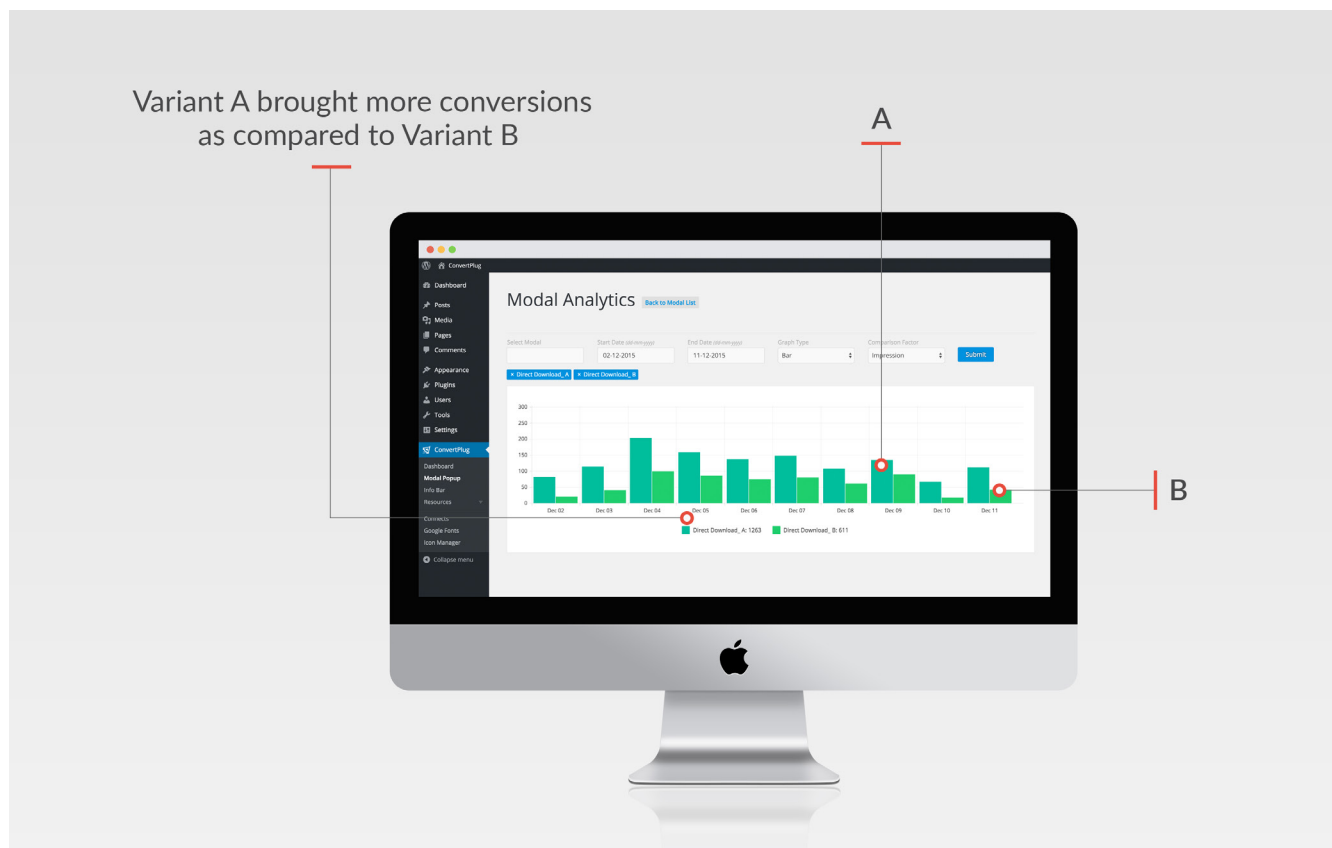 Variant A brought more conversions
as compared to Variant B
A
B
ConvertPlug
Dashboard
Posts
Media
Pages
Comments
Appearance
Plugins
Users
Tools
Settings
ConvertPlug
Dashboard
Modal Popup
Info Bar
Resources
Connects
Google Fonts
Icon Manager
Collapse menu
Modal Analytics Back to Modal List
Select Modal Start Date End Date Graph Type Comparison Factor
02-12-2015 11-12-2015 Bar Impression Submit
× Direct Download_A × Direct Download_B
300
250
200
150
100
50
0
Dec 02 Dec 03 Dec 04 Dec 05 Dec 06 Dec 07 Dec 08 Dec 09 Dec 10 Dec 11
Direct Download_A: 1263 Direct Download_B: 611